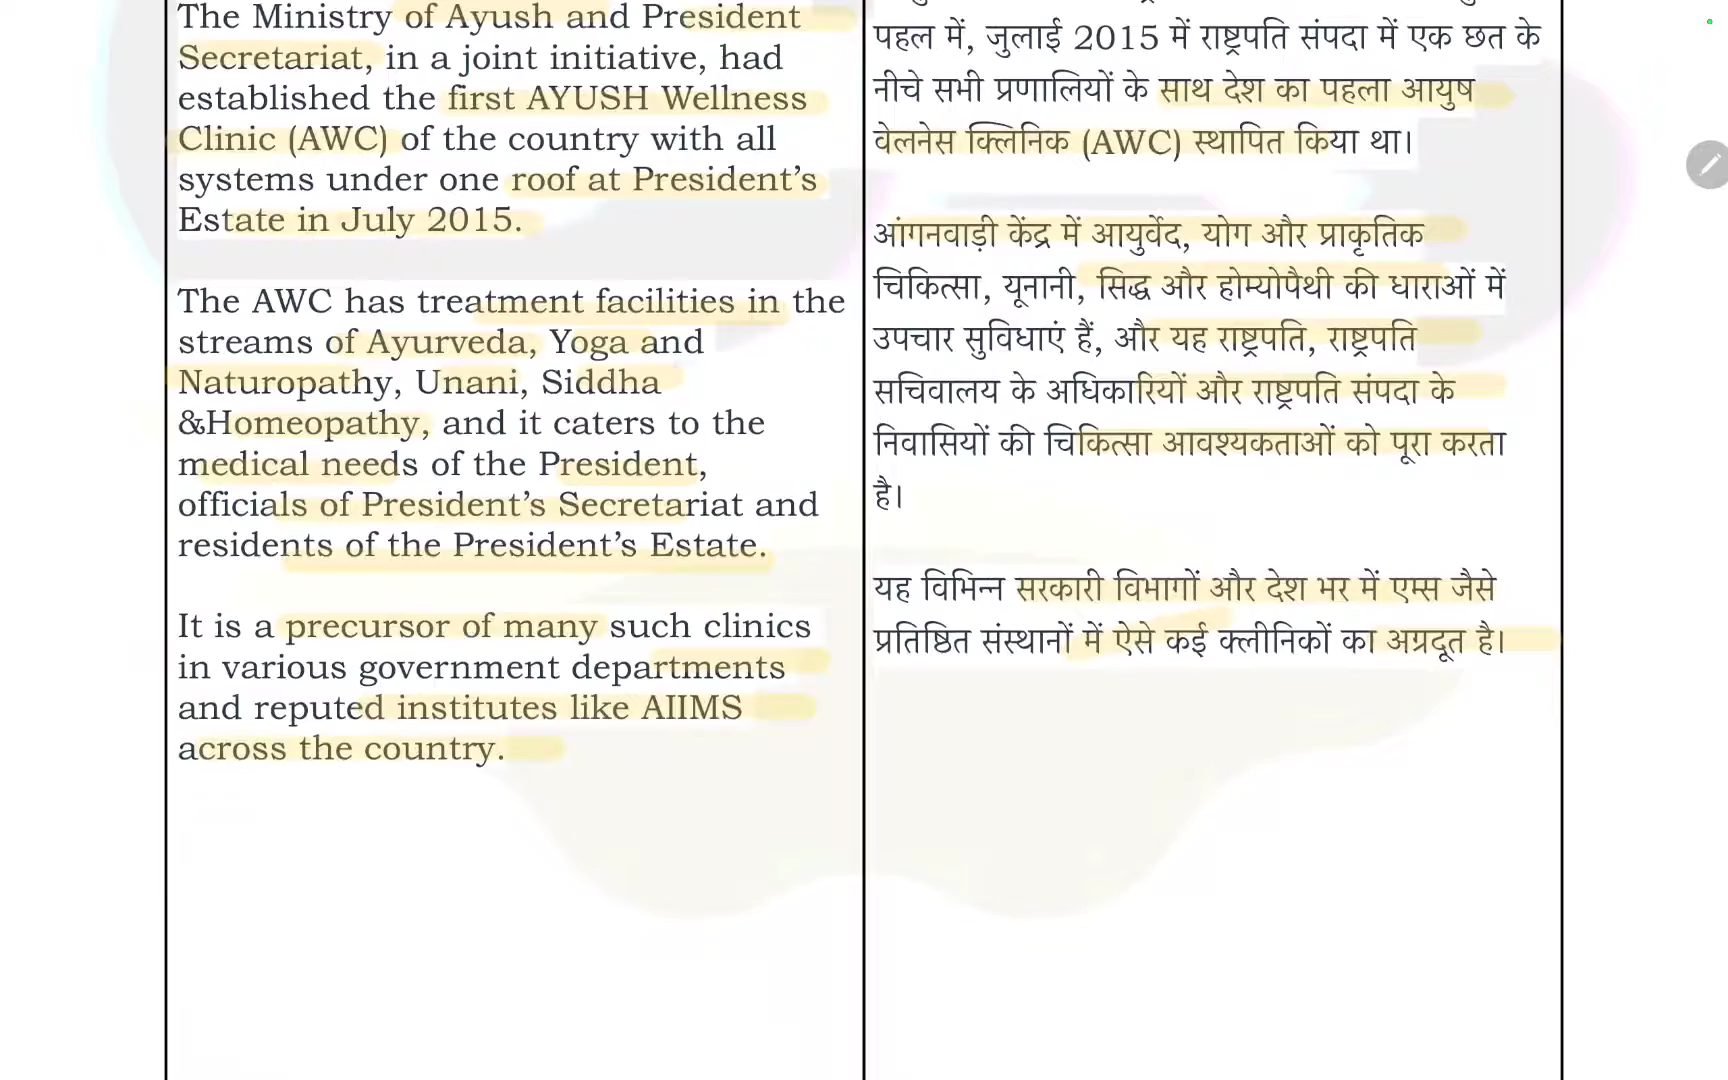 The Ministry of Ayush and President
Secretariat, in a joint initiative, had
established the first AYUSH Wellness
Clinic (AWC) of the country with all
systems under one roof at President’s
Estate in July 2015.
The AWC has treatment facilities in the
streams of Ayurveda, Yoga and
Naturopathy, Unani, Siddha
&Homeopathy, and it caters to the
medical needs of the President,
officials of President’s Secretariat and
residents of the President’s Estate.
It is a precursor of many such clinics
in various government departments
and reputed institutes like AIIMS
across the country.
पहल में, जुलाई 2015 में राष्ट्रपति संपदा में एक छत के
नीचे सभी प्रणालियों के साथ देश का पहला आयुष
वेलनेस क्लिनिक (AWC) स्थापित किया था।
आंगनवाड़ी केंद्र में आयुर्वेद, योग और प्राकृतिक
चिकित्सा, यूनानी, सिद्ध और होम्योपैथी की धाराओं में
उपचार सुविधाएं हैं, और यह राष्ट्रपति, राष्ट्रपति
सचिवालय के अधिकारियों और राष्ट्रपति संपदा के
निवासियों की चिकित्सा आवश्यकताओं को पूरा करता
है।
यह विभिन्न सरकारी विभागों और देश भर में एम्स जैसे
प्रतिष्ठित संस्थानों में ऐसे कई क्लीनिकों का अग्रदूत है।